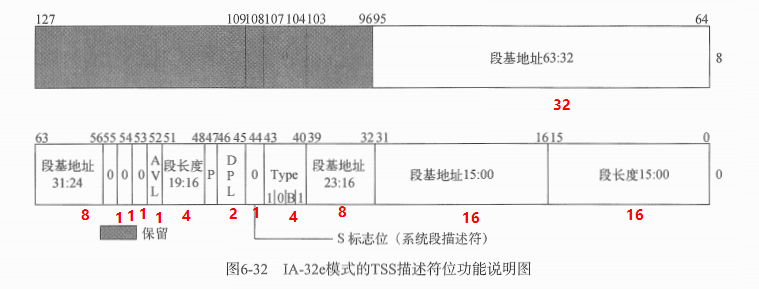 127 109 108 107 104 103 96 95 64
段基地址63:32 8
32
63 56 55 54 53 52 51 48 47 46 45 44 43 40 39 32 31 16 15 0
段基地址 31:24 0 0 0 AVL 段长度 19:16 P DPL 0 Type 1 0 B 1 段基地址 23:16 段基地址15:00 段长度15:00 0
8 1 1 1 1 4 2 1 4 8 16 16
保留
S 标志位（系统段描述符）
图6-32 IA-32e模式的TSS描述符位功能说明图